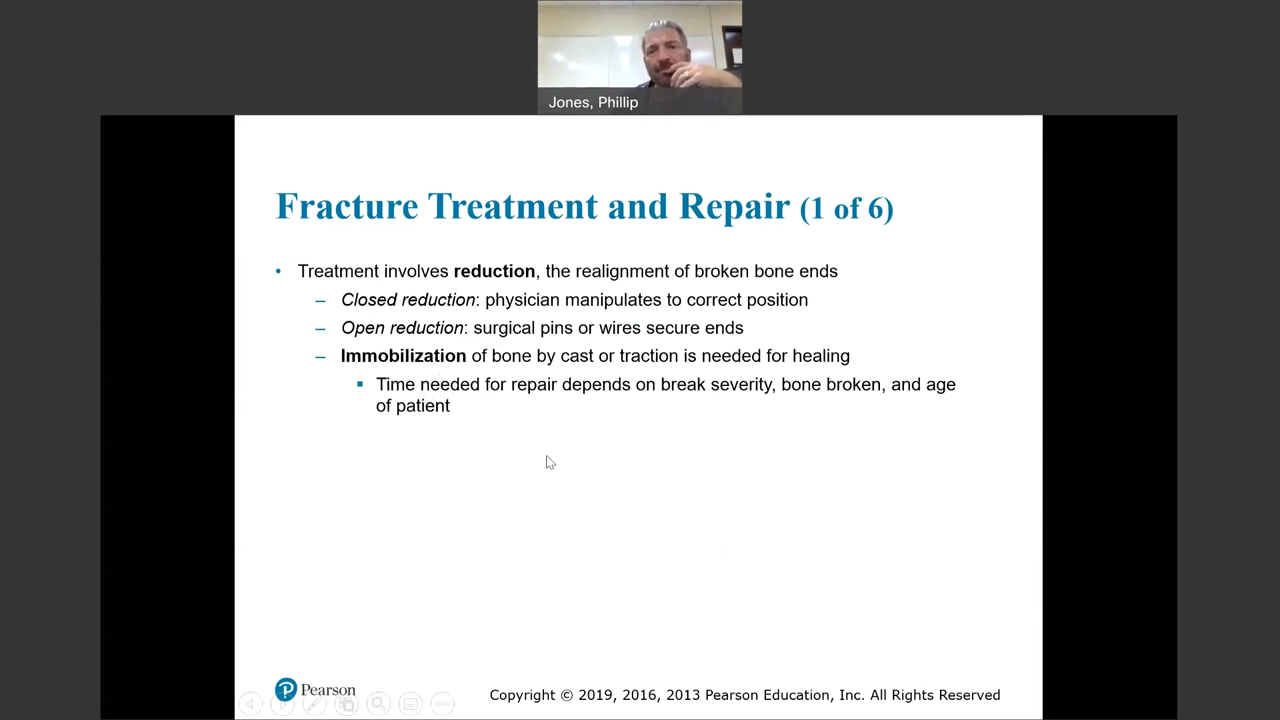 Jones, Phillip
Fracture Treatment and Repair (1 of 6)
• Treatment involves reduction, the realignment of broken bone ends
– Closed reduction: physician manipulates to correct position
– Open reduction: surgical pins or wires secure ends
– Immobilization of bone by cast or traction is needed for healing
▪ Time needed for repair depends on break severity, bone broken, and age
of patient
P Pearson
Copyright © 2019, 2016, 2013 Pearson Education, Inc. All Rights Reserved